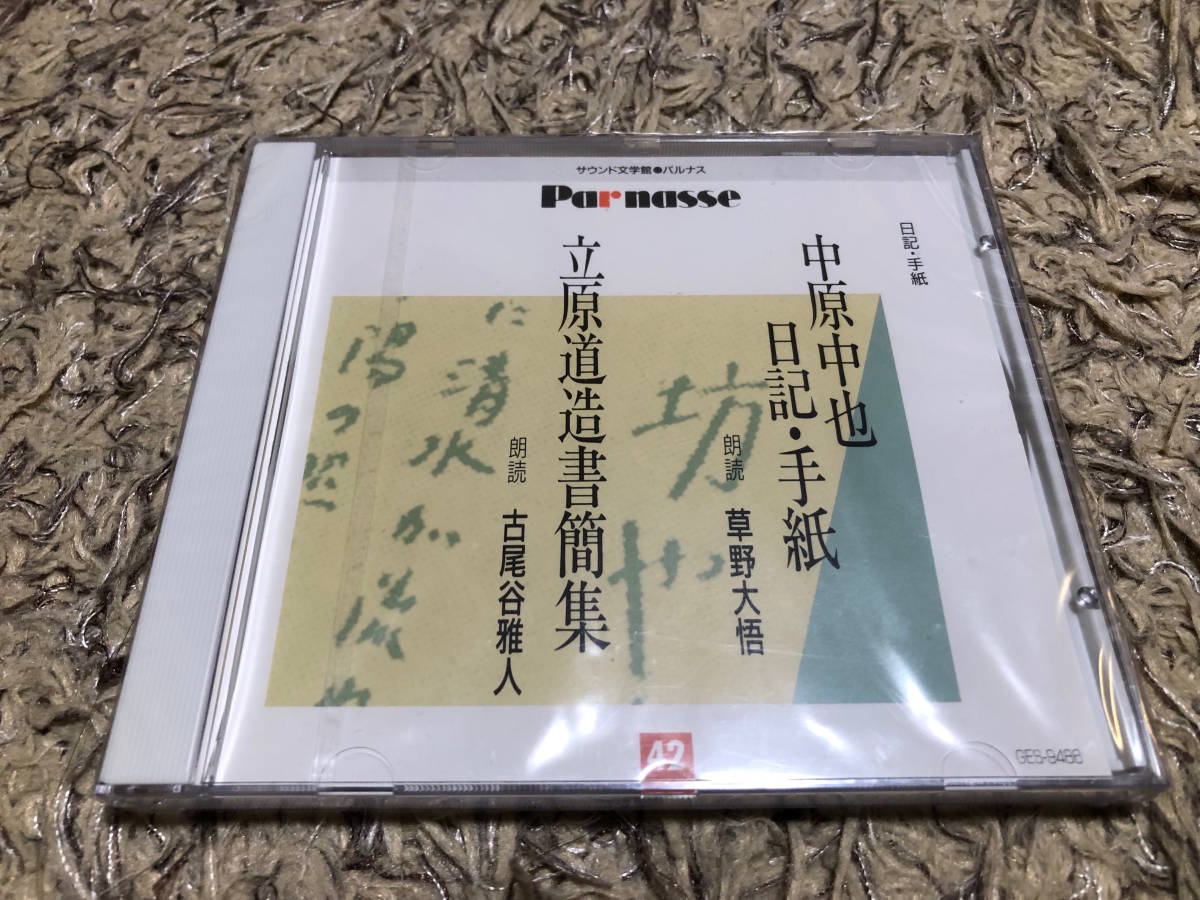 サウンド文学館●パルナス
Parnasse
日記・手紙
中原中也
日記・手紙
朗読 草野大悟
立原道造書簡集
朗読 古尾谷雅人
42